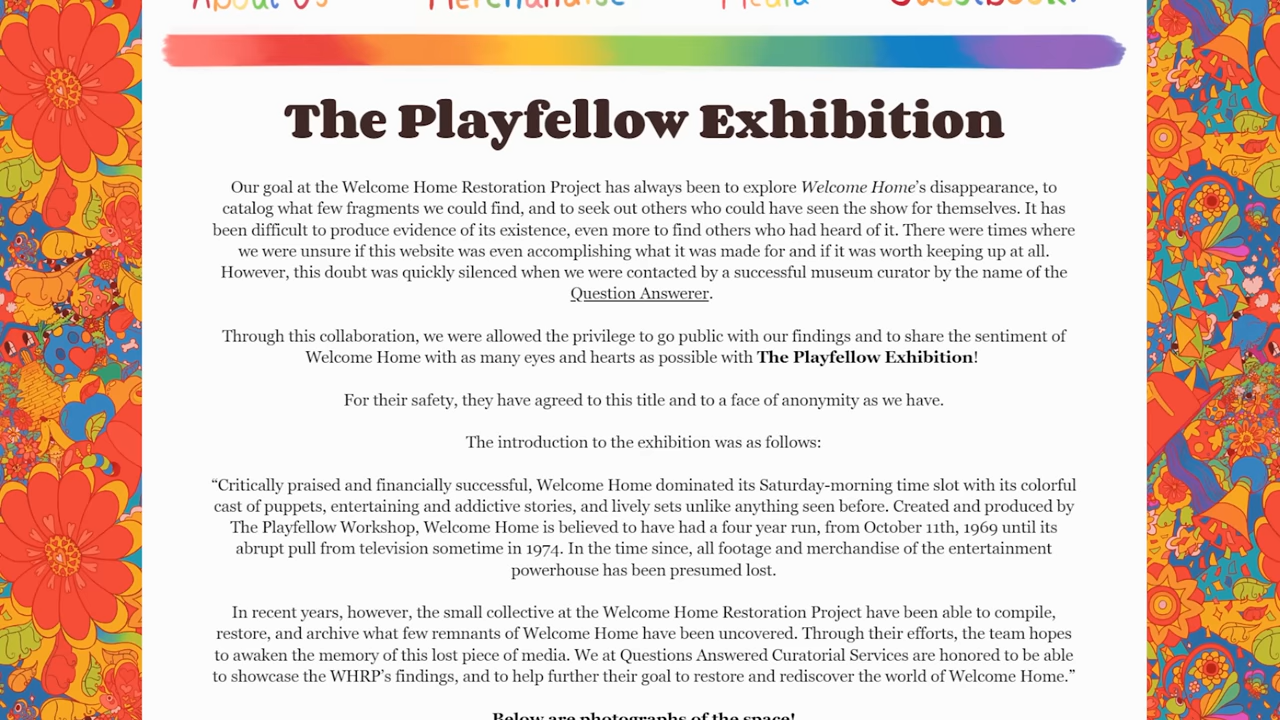 About Us Merchandise Media Guestbook!
The Playfellow Exhibition
Our goal at the Welcome Home Restoration Project has always been to explore Welcome Home's disappearance, to
catalog what few fragments we could find, and to seek out others who could have seen the show for themselves. It has
been difficult to produce evidence of its existence, even more to find others who had heard of it. There were times where
we were unsure if this website was even accomplishing what it was made for and if it was worth keeping up at all.
However, this doubt was quickly silenced when we were contacted by a successful museum curator by the name of the
Question Answerer.
Through this collaboration, we were allowed the privilege to go public with our findings and to share the sentiment of
Welcome Home with as many eyes and hearts as possible with The Playfellow Exhibition!
For their safety, they have agreed to this title and to a face of anonymity as we have.
The introduction to the exhibition was as follows:
“Critically praised and financially successful, Welcome Home dominated its Saturday-morning time slot with its colorful
cast of puppets, entertaining and addictive stories, and lively sets unlike anything seen before. Created and produced by
The Playfellow Workshop, Welcome Home is believed to have had a four year run, from October 11th, 1969 until its
abrupt pull from television sometime in 1974. In the time since, all footage and merchandise of the entertainment
powerhouse has been presumed lost.
In recent years, however, the small collective at the Welcome Home Restoration Project have been able to compile,
restore, and archive what few remnants of Welcome Home have been uncovered. Through their efforts, the team hopes
to awaken the memory of this lost piece of media. We at Questions Answered Curatorial Services are honored to be able
to showcase the WHRP's findings, and to help further their goal to restore and rediscover the world of Welcome Home.”
Below are photographs of the space!